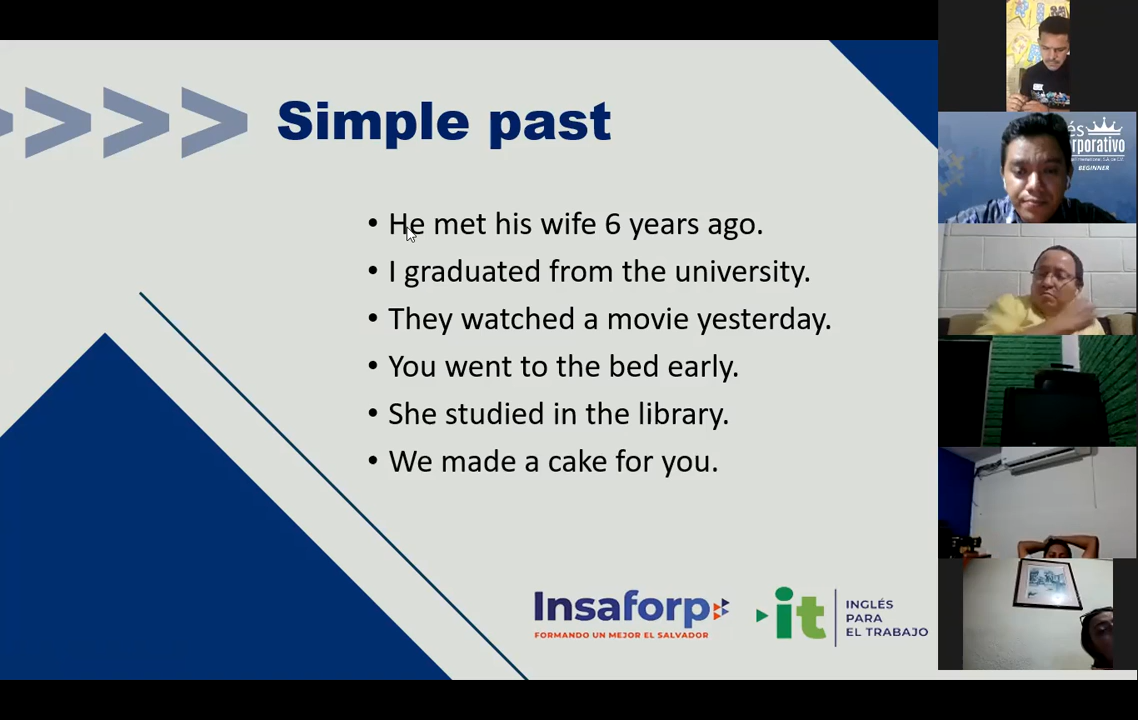 Simple past
• He met his wife 6 years ago.
• I graduated from the university.
• They watched a movie yesterday.
• You went to the bed early.
• She studied in the library.
• We made a cake for you.
Insaforp
FORMANDO UN MEJOR EL SALVADOR
it
INGLÉS
PARA
EL TRABAJO
BEGINNER